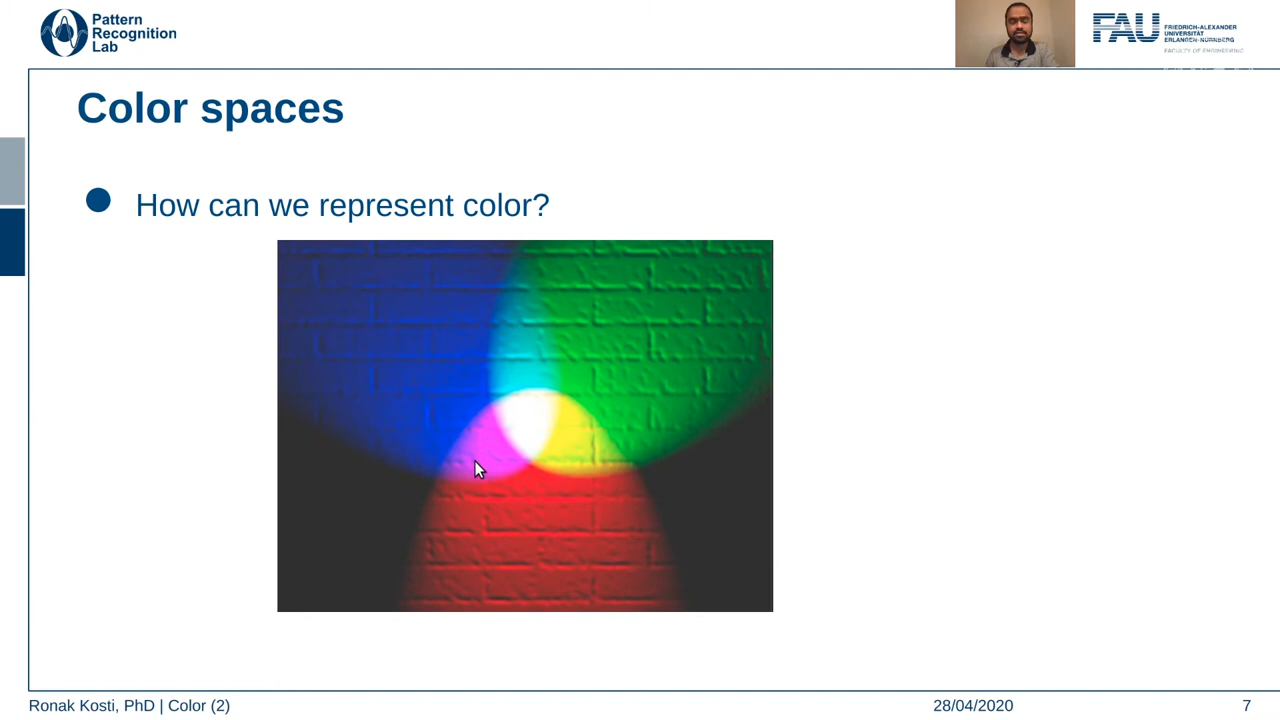 Pattern
Recognition
Lab
FAU
FRIEDRICH-ALEXANDER
UNIVERSITÄT
ERLANGEN-NÜRNBERG
FACULTY OF ENGINEERING
Color spaces
How can we represent color?
Ronak Kosti, PhD | Color (2)
28/04/2020
7